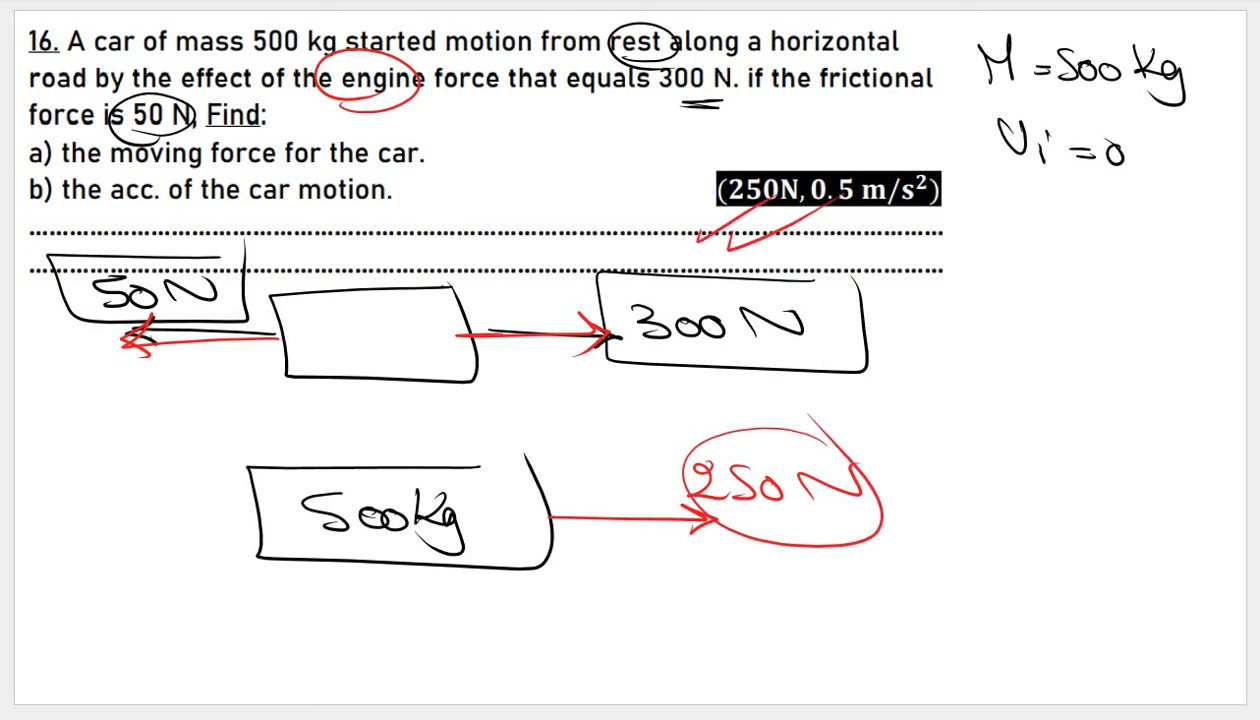 16. A car of mass 500 kg started motion from rest along a horizontal
road by the effect of the engine force that equals 300 N. if the frictional
force is 50 N, Find:
a) the moving force for the car.
b) the acc. of the car motion.
(250N, 0.5 m/s²)
M = 500 kg
Vi = 0
50 N
300 N
500 kg
250 N